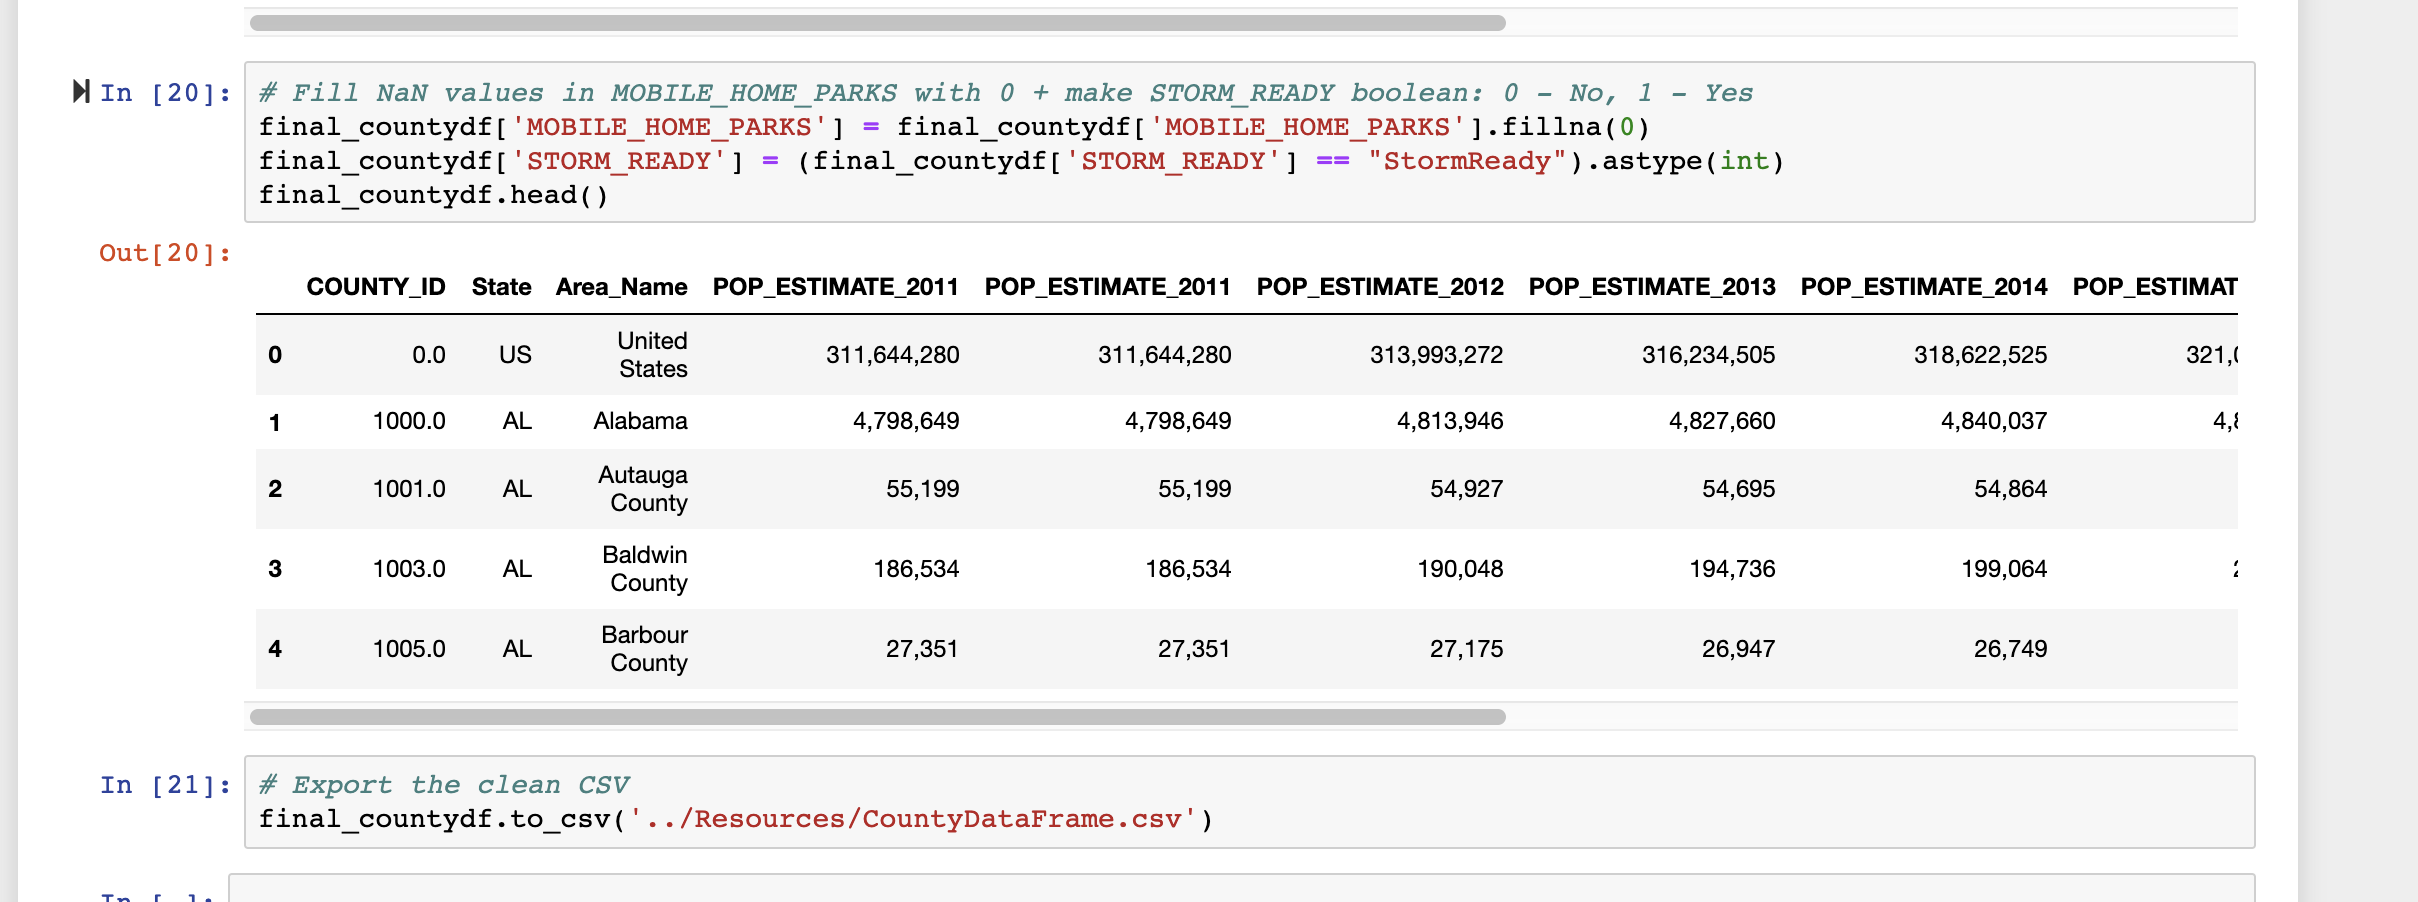 In [20]:
# Fill NaN values in MOBILE_HOME_PARKS with 0 + make STORM_READY boolean: 0 - No, 1 - Yes
final_countydf['MOBILE_HOME_PARKS'] = final_countydf['MOBILE_HOME_PARKS'].fillna(0)
final_countydf['STORM_READY'] = (final_countydf['STORM_READY'] == "StormReady").astype(int)
final_countydf.head()
Out[20]:
COUNTY_ID State Area_Name POP_ESTIMATE_2011 POP_ESTIMATE_2011 POP_ESTIMATE_2012 POP_ESTIMATE_2013 POP_ESTIMATE_2014 POP_ESTIMAT
0 0.0 US United States 311,644,280 311,644,280 313,993,272 316,234,505 318,622,525 321,
1 1000.0 AL Alabama 4,798,649 4,798,649 4,813,946 4,827,660 4,840,037 4,
2 1001.0 AL Autauga County 55,199 55,199 54,927 54,695 54,864
3 1003.0 AL Baldwin County 186,534 186,534 190,048 194,736 199,064
4 1005.0 AL Barbour County 27,351 27,351 27,175 26,947 26,749
In [21]:
# Export the clean CSV
final_countydf.to_csv('../Resources/CountyDataFrame.csv')
In [ ]: